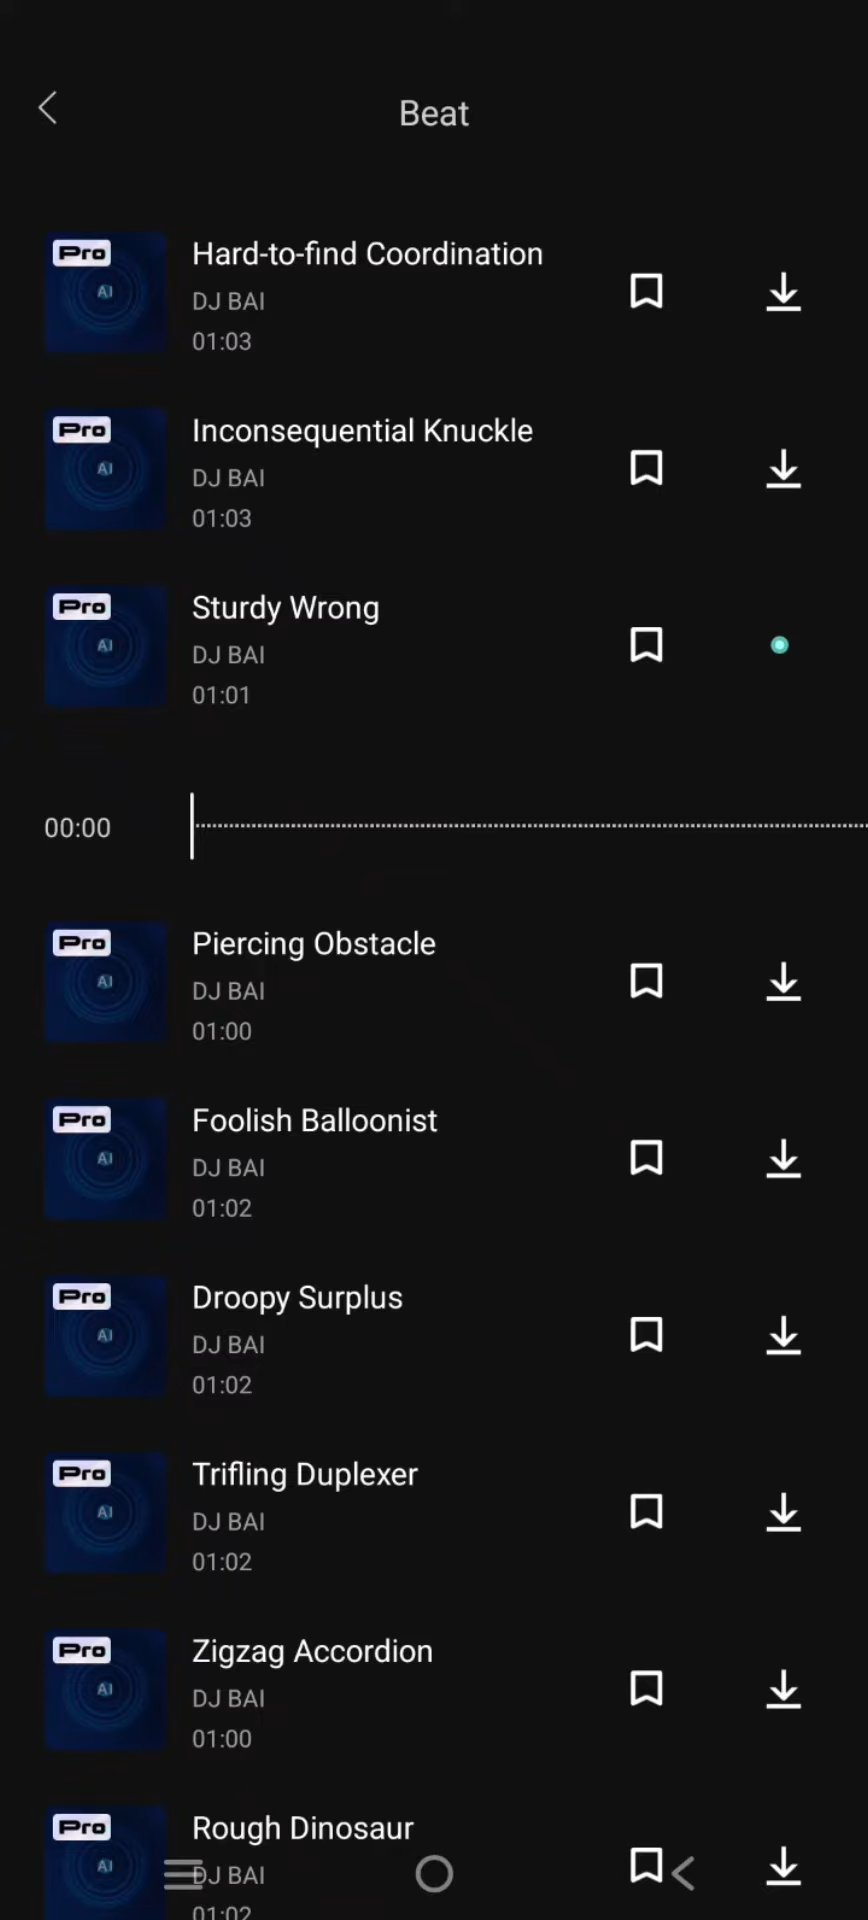 Beat
Pro
AI
Hard-to-find Coordination
DJ BAI
01:03
Pro
AI
Inconsequential Knuckle
DJ BAI
01:03
Pro
AI
Sturdy Wrong
DJ BAI
01:01
00:00
Pro
AI
Piercing Obstacle
DJ BAI
01:00
Pro
AI
Foolish Balloonist
DJ BAI
01:02
Pro
AI
Droopy Surplus
DJ BAI
01:02
Pro
AI
Trifling Duplexer
DJ BAI
01:02
Pro
AI
Zigzag Accordion
DJ BAI
01:00
Pro
AI
Rough Dinosaur
DJ BAI
01:02